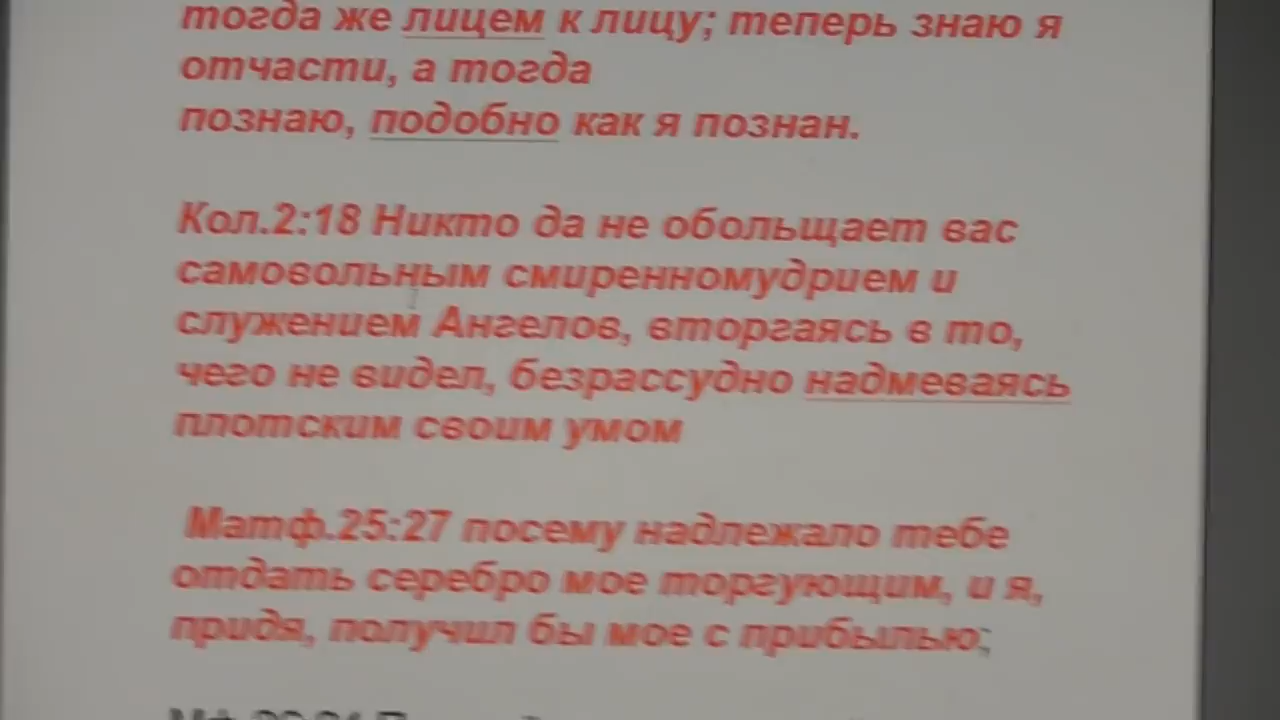 тогда же лицем к лицу; теперь знаю я
отчасти, а тогда
познаю, подобно как я познан.
Кол.2:18 Никто да не обольщает вас
самовольным смиренномудрием и
служением Ангелов, вторгаясь в то,
чего не видел, безрассудно надмеваясь
плотским своим умом
Матф.25:27 посему надлежало тебе
отдать серебро мое торгующим, и я,
придя, получил бы мое с прибылью;